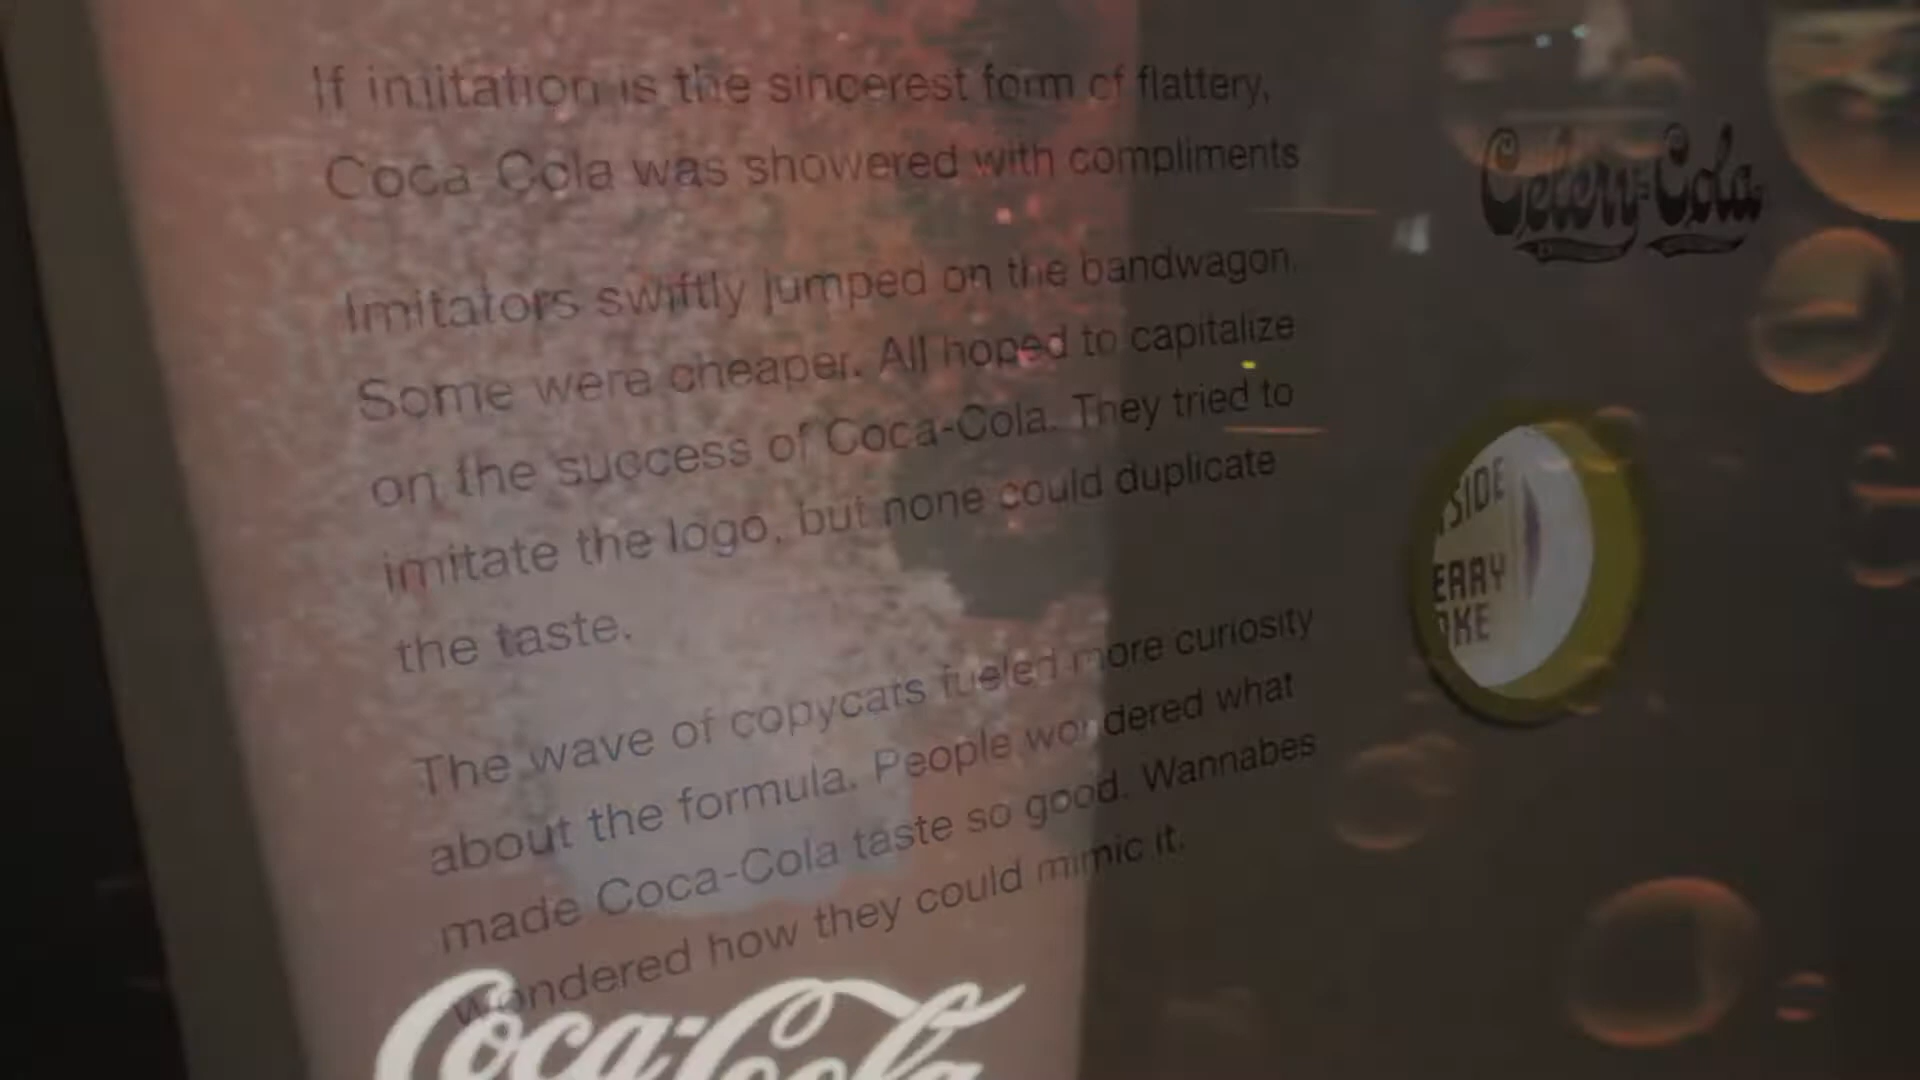 If imitation is the sincerest form of flattery,
Coca Cola was showered with compliments
Imitators swiftly jumped on the bandwagon.
Some were cheaper. All hoped to capitalize
on the success of Coca-Cola. They tried to
imitate the logo, but none could duplicate
the taste.
The wave of copycats fueled more curiosity
about the formula. People wondered what
made Coca-Cola taste so good. Wannabes
wondered how they could mimic it.
Coca-Cola
Celery=Cola
SIDE
ERRY
OKE